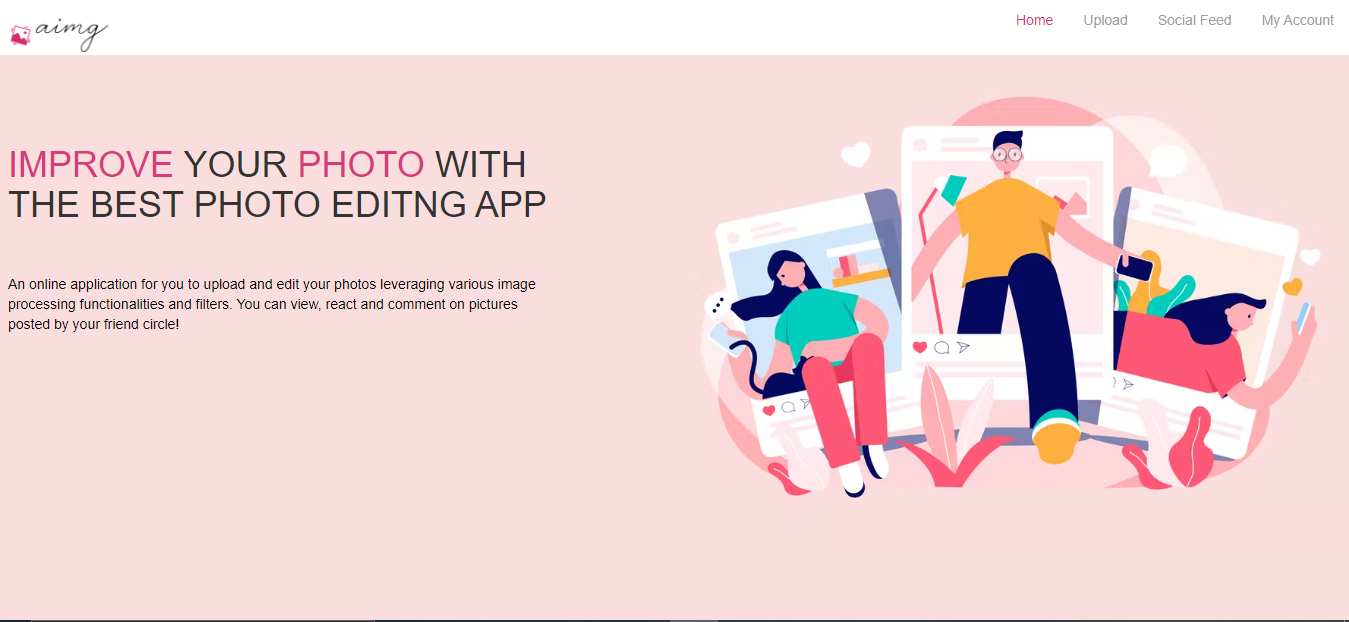 aimg
Home Upload Social Feed My Account
IMPROVE YOUR PHOTO WITH
THE BEST PHOTO EDITNG APP
An online application for you to upload and edit your photos leveraging various image
processing functionalities and filters. You can view, react and comment on pictures
posted by your friend circle!